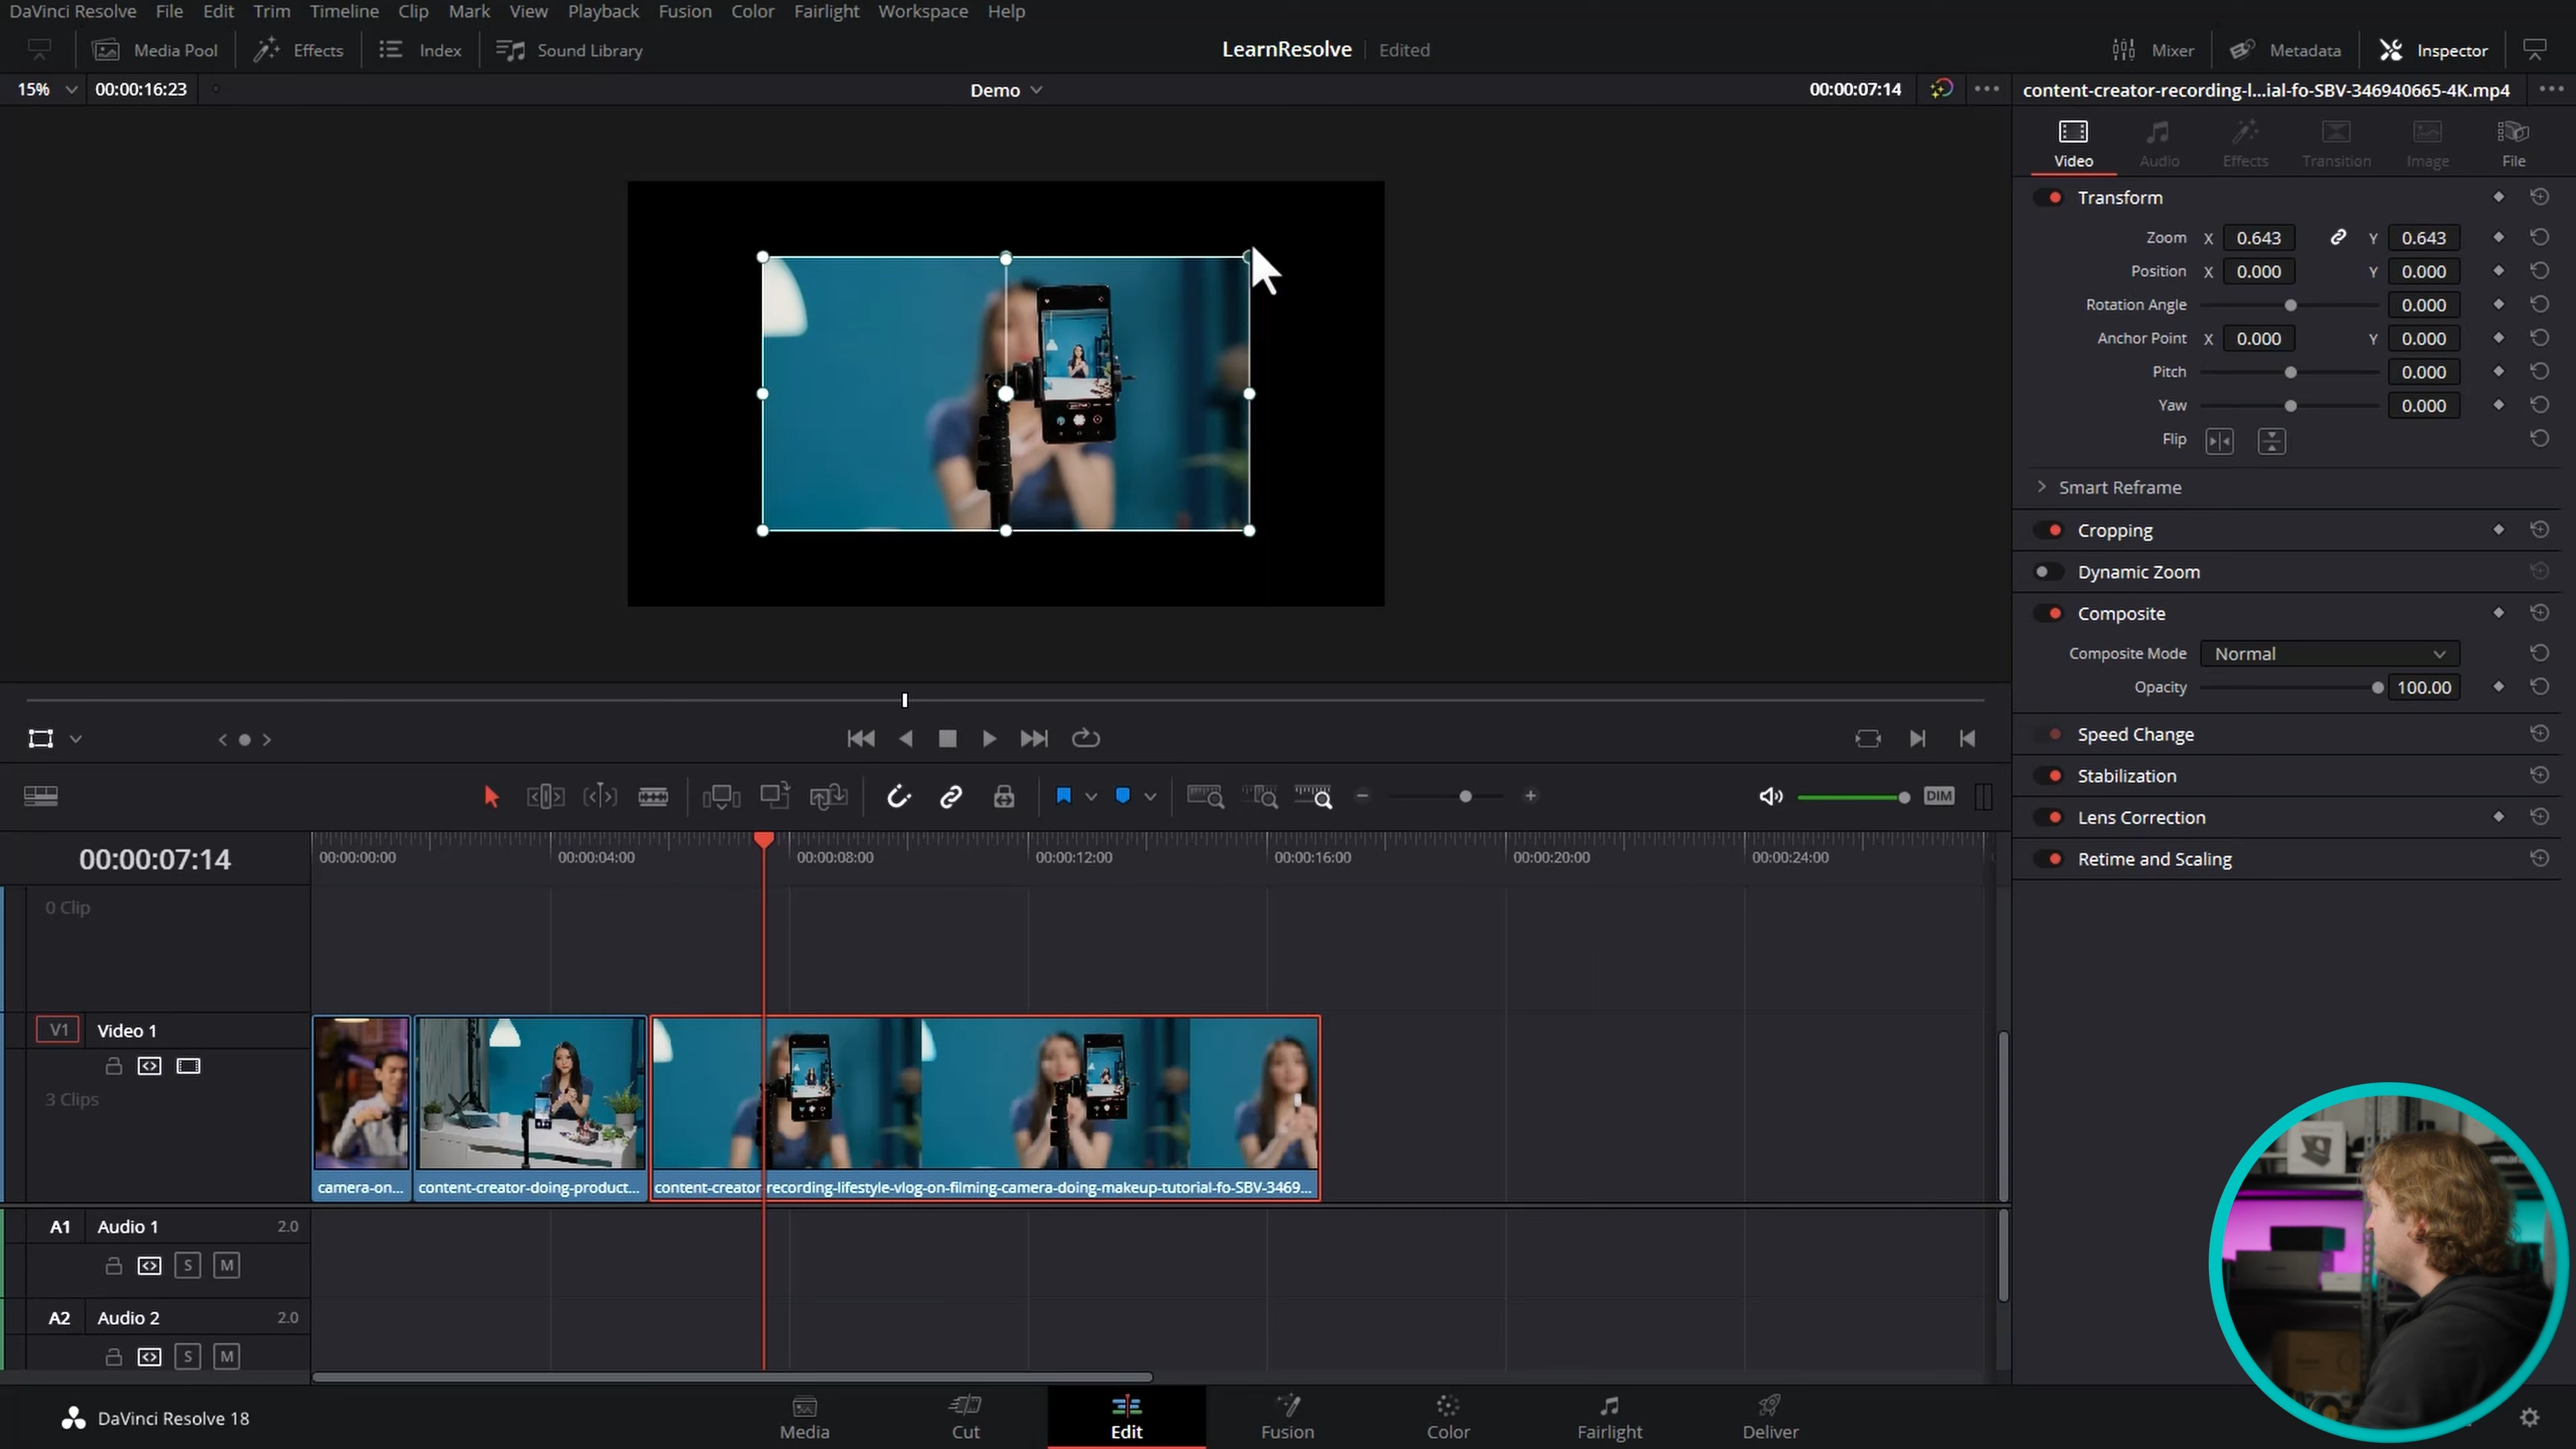 DaVinci Resolve File Edit Trim Timeline Clip Mark View Playback Fusion Color Fairlight Workspace Help
Media Pool Effects Index Sound Library LearnResolve Edited Mixer Metadata Inspector
15% 00:00:16:23 Demo 00:00:07:14 content-creator-recording-l...ial-fo-SBV-346940665-4K.mp4
Video Audio Effects Transition Image File
Transform
Zoom X 0.643 Y 0.643
Position X 0.000 Y 0.000
Rotation Angle 0.000
Anchor Point X 0.000 Y 0.000
Pitch 0.000
Yaw 0.000
Flip
Smart Reframe
Cropping
Dynamic Zoom
Composite
Composite Mode Normal
Opacity 100.00
Speed Change
Stabilization
Lens Correction
Retime and Scaling
DIM
00:00:07:14 00:00:00:00 00:00:04:00 00:00:08:00 00:00:12:00 00:00:16:00 00:00:20:00 00:00:24:00
0 Clip
V1 Video 1
3 Clips
camera-on... content-creator-doing-product... content-creator-recording-lifestyle-vlog-on-filming-camera-doing-makeup-tutorial-fo-SBV-3469...
A1 Audio 1 2.0
S M
A2 Audio 2 2.0
S M
DaVinci Resolve 18 Media Cut Edit Fusion Color Fairlight Deliver